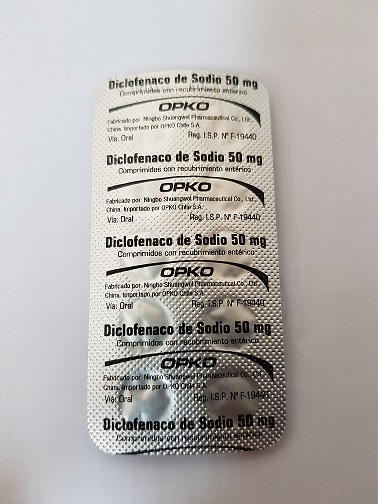 Diclofenaco de Sodio 50 mg
Comprimidos con recubrimiento entérico
OPKO
Fabricado por: Ningbo Shuangwei Pharmaceutical Co., Ltd.,
China. Importado por OPKO Chile S.A.
Vía: Oral Reg. I.S.P. N° F-19440
Diclofenaco de Sodio 50 mg
Comprimidos con recubrimiento entérico
OPKO
Fabricado por: Ningbo Shuangwei Pharmaceutical Co., Ltd.,
China. Importado por OPKO Chile S.A.
Vía: Oral Reg. I.S.P. N° F-19440
Diclofenaco de Sodio 50 mg
Comprimidos con recubrimiento entérico
OPKO
Fabricado por: Ningbo Shuangwei Pharmaceutical Co., Ltd.,
China. Importado por OPKO Chile S.A.
Vía: Oral Reg. I.S.P. N° F-19440
Diclofenaco de Sodio 50 mg
Comprimidos con recubrimiento entérico
OPKO
Fabricado por: Ningbo Shuangwei Pharmaceutical Co., Ltd.,
China. Importado por OPKO Chile S.A.
Vía: Oral Reg. I.S.P. N° F-19440
Diclofenaco de Sodio 50 mg
Comprimidos con recubrimiento entérico